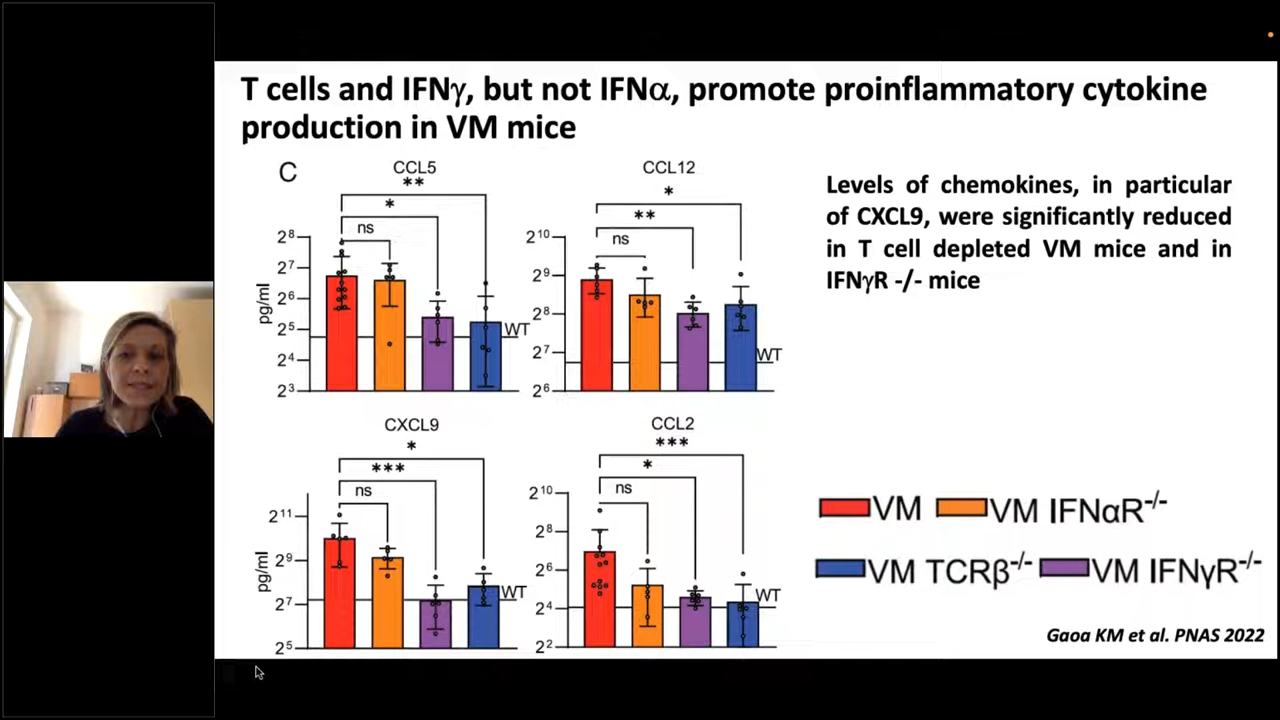 T cells and IFNγ, but not IFNα, promote proinflammatory cytokine
production in VM mice
C
CCL5
**
*
ns
2⁸
2⁷
2⁶
2⁵
2⁴
2³
pg/ml
WT
CCL12
*
**
ns
2¹⁰
2⁹
2⁸
2⁷
2⁶
WT
Levels of chemokines, in particular
of CXCL9, were significantly reduced
in T cell depleted VM mice and in
IFNγR -/- mice
CXCL9
*
***
ns
2¹¹
2⁹
2⁷
2⁵
pg/ml
WT
CCL2
***
*
ns
2¹⁰
2⁸
2⁶
2⁴
2²
WT
VM VM IFNαR⁻/⁻
VM TCRβ⁻/⁻ VM IFNγR⁻/⁻
Gaoa KM et al. PNAS 2022